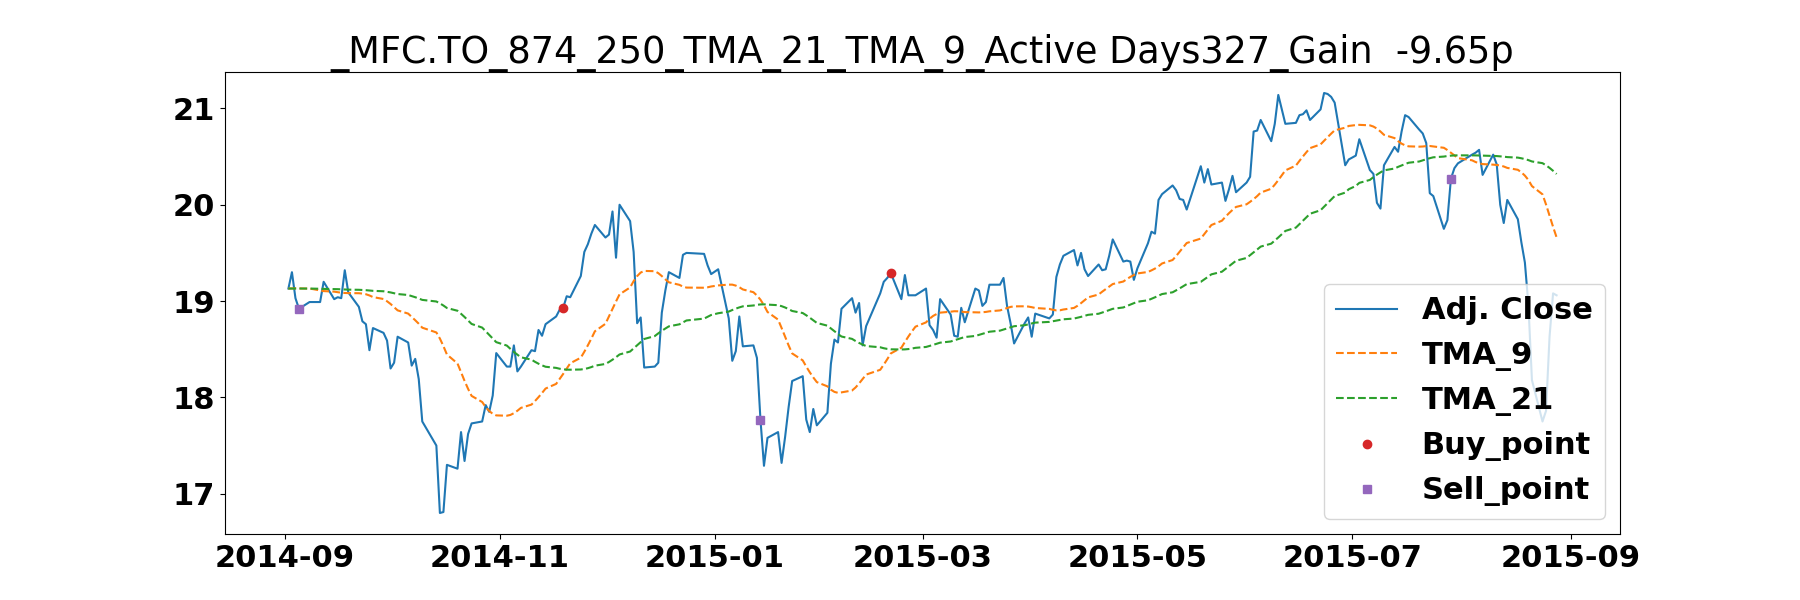 _MFC.TO_874_250_TMA_21_TMA_9_Active Days327_Gain  -9.65p
21
20
19
18
17
Adj. Close
TMA_9
TMA_21
Buy_point
Sell_point
2014-09 2014-11 2015-01 2015-03 2015-05 2015-07 2015-09